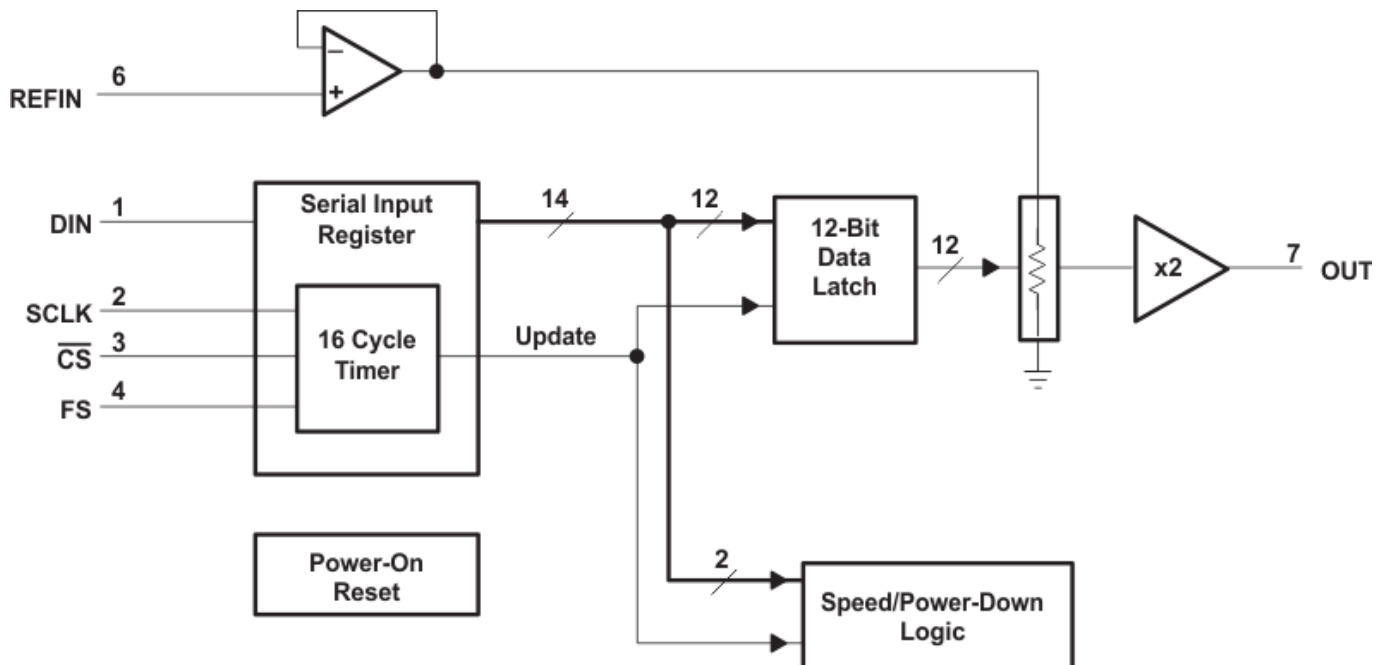 6
REFIN
−
+
DIN
1
Serial Input
Register
14
12
12-Bit
Data
Latch
12
x2
7
OUT
SCLK
2
C̅S̅
3
FS
4
16 Cycle
Timer
Update
Power-On
Reset
2
Speed/Power-Down
Logic